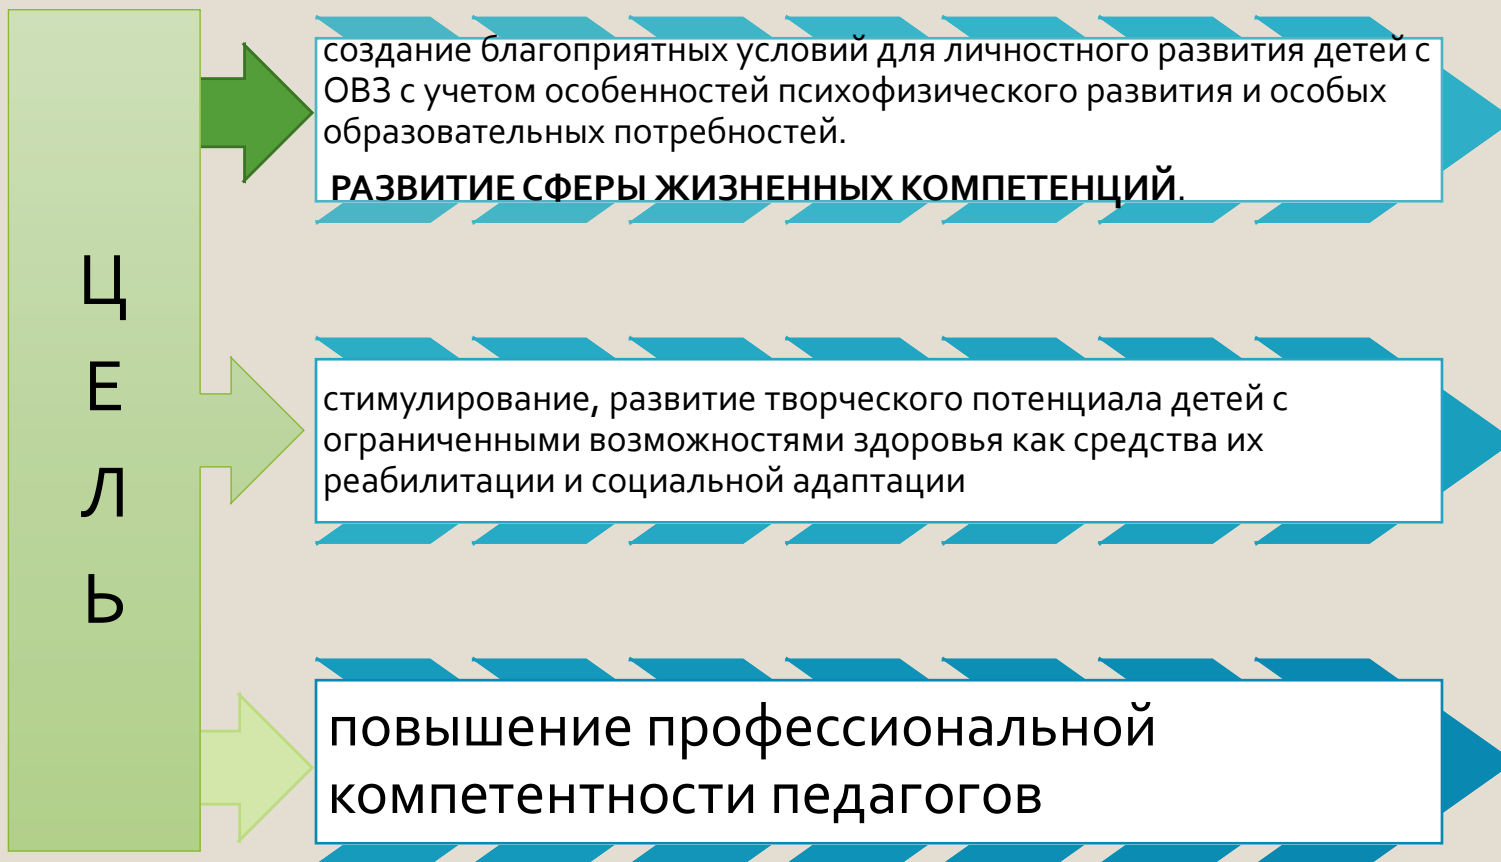 Ц
Е
Л
Ь
создание благоприятных условий для личностного развития детей с
ОВЗ с учетом особенностей психофизического развития и особых
образовательных потребностей.
РАЗВИТИЕ СФЕРЫ ЖИЗНЕННЫХ КОМПЕТЕНЦИЙ.
стимулирование, развитие творческого потенциала детей с
ограниченными возможностями здоровья как средства их
реабилитации и социальной адаптации
повышение профессиональной
компетентности педагогов